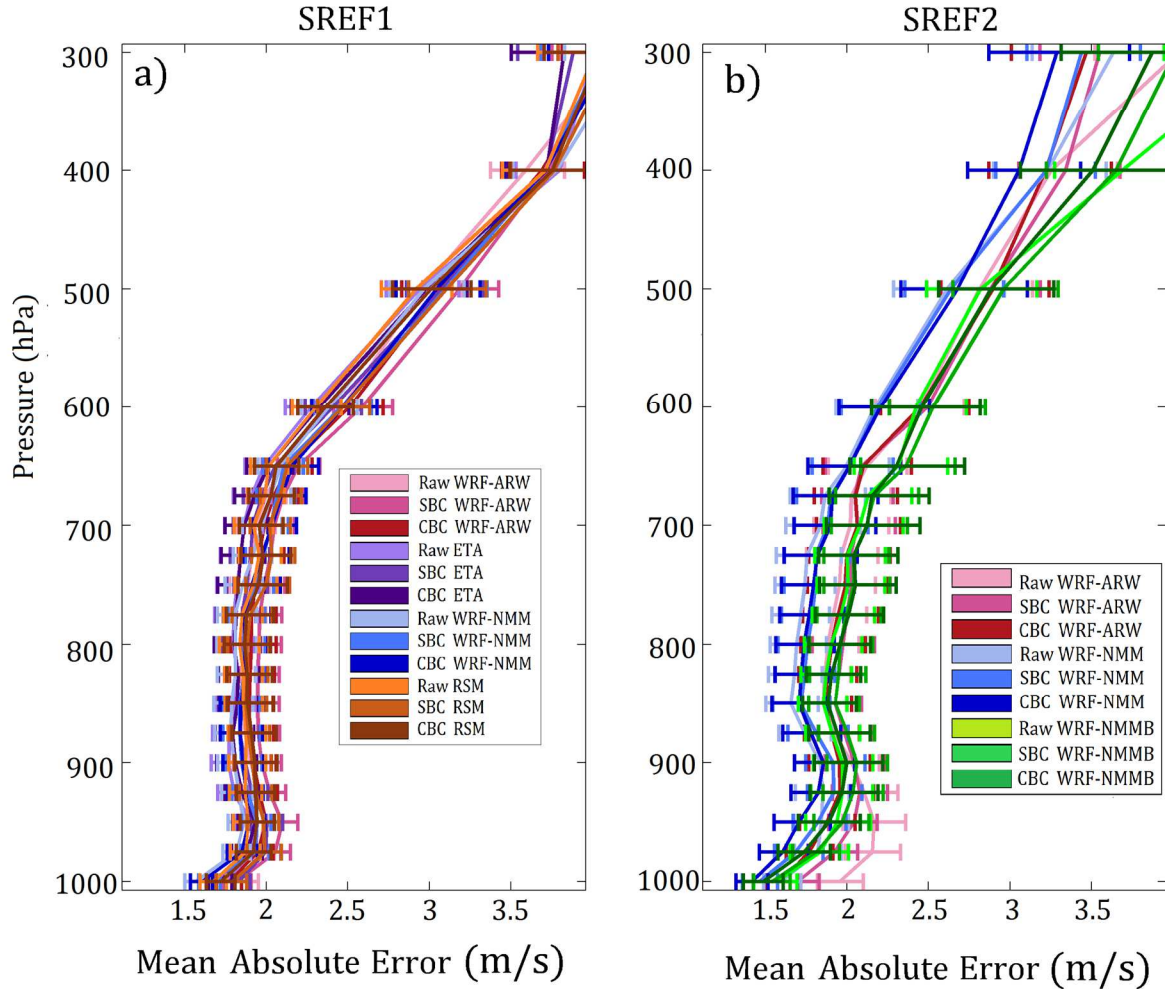 SREF1
SREF2
a)
b)
Pressure (hPa)
300
400
500
600
700
800
900
1000
1.5
2
2.5
3
3.5
Mean Absolute Error (m/s)
Raw WRF-ARW
SBC WRF-ARW
CBC WRF-ARW
Raw ETA
SBC ETA
CBC ETA
Raw WRF-NMM
SBC WRF-NMM
CBC WRF-NMM
Raw RSM
SBC RSM
CBC RSM
300
400
500
600
700
800
900
1000
1.5
2
2.5
3
3.5
Mean Absolute Error (m/s)
Raw WRF-ARW
SBC WRF-ARW
CBC WRF-ARW
Raw WRF-NMM
SBC WRF-NMM
CBC WRF-NMM
Raw WRF-NMMB
SBC WRF-NMMB
CBC WRF-NMMB